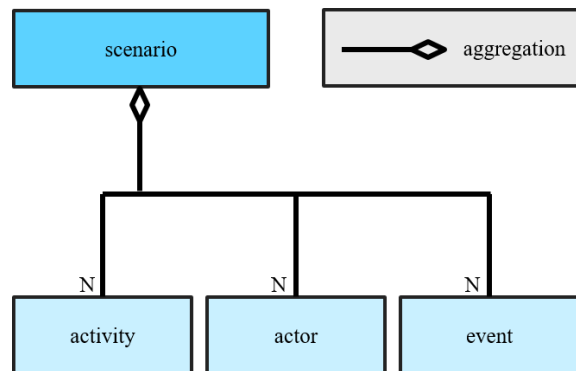 scenario
aggregation
N N N
activity actor event